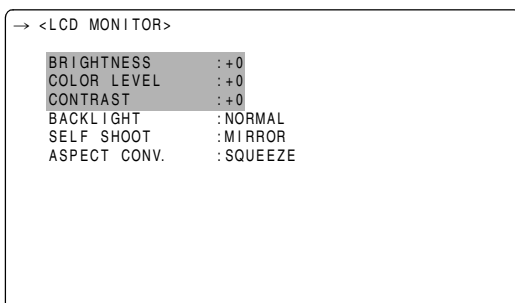 → <LCD MONITOR>
BRIGHTNESS :+0
COLOR LEVEL :+0
CONTRAST :+0
BACKLIGHT :NORMAL
SELF SHOOT :MIRROR
ASPECT CONV. :SQUEEZE